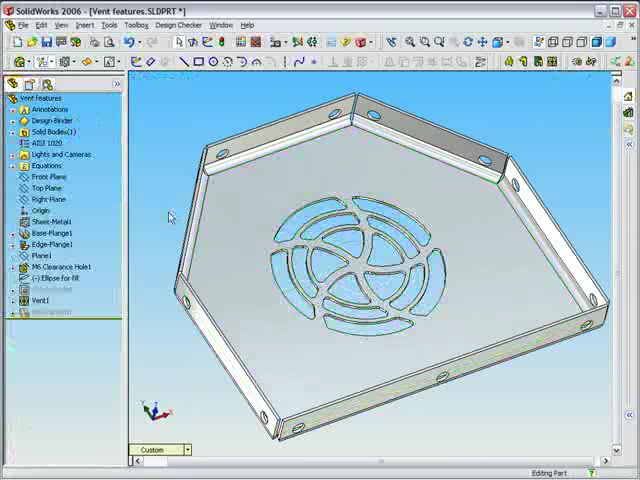 SolidWorks 2006 - [Vent features.SLDPRT *]
File Edit View Insert Tools Toolbox Design Checker Window Help
Vent features
Annotations
Design Binder
Solid Bodies(1)
AISI 1020
Lights and Cameras
Equations
Front Plane
Top Plane
Right Plane
Origin
Sheet-Metal1
Base-Flange1
Edge-Flange1
Plane1
M6 Clearance Hole1
(-) Ellipse for fill
Vent1
Y Z X
Custom
Editing Part